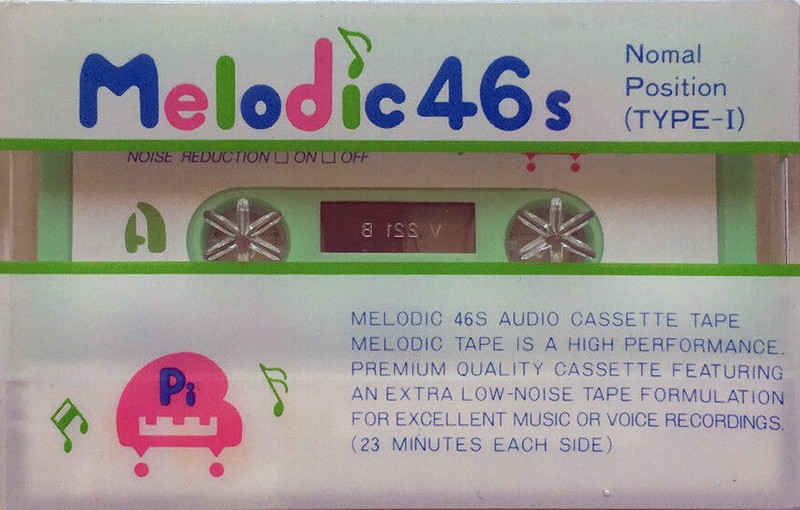 Melodic 46s
Nomal
Position
(TYPE-I)
NOISE REDUCTION □ ON □ OFF
A
V 221 B
Pi
MELODIC 46S AUDIO CASSETTE TAPE
MELODIC TAPE IS A HIGH PERFORMANCE.
PREMIUM QUALITY CASSETTE FEATURING
AN EXTRA LOW-NOISE TAPE FORMULATION
FOR EXCELLENT MUSIC OR VOICE RECORDINGS.
(23 MINUTES EACH SIDE)